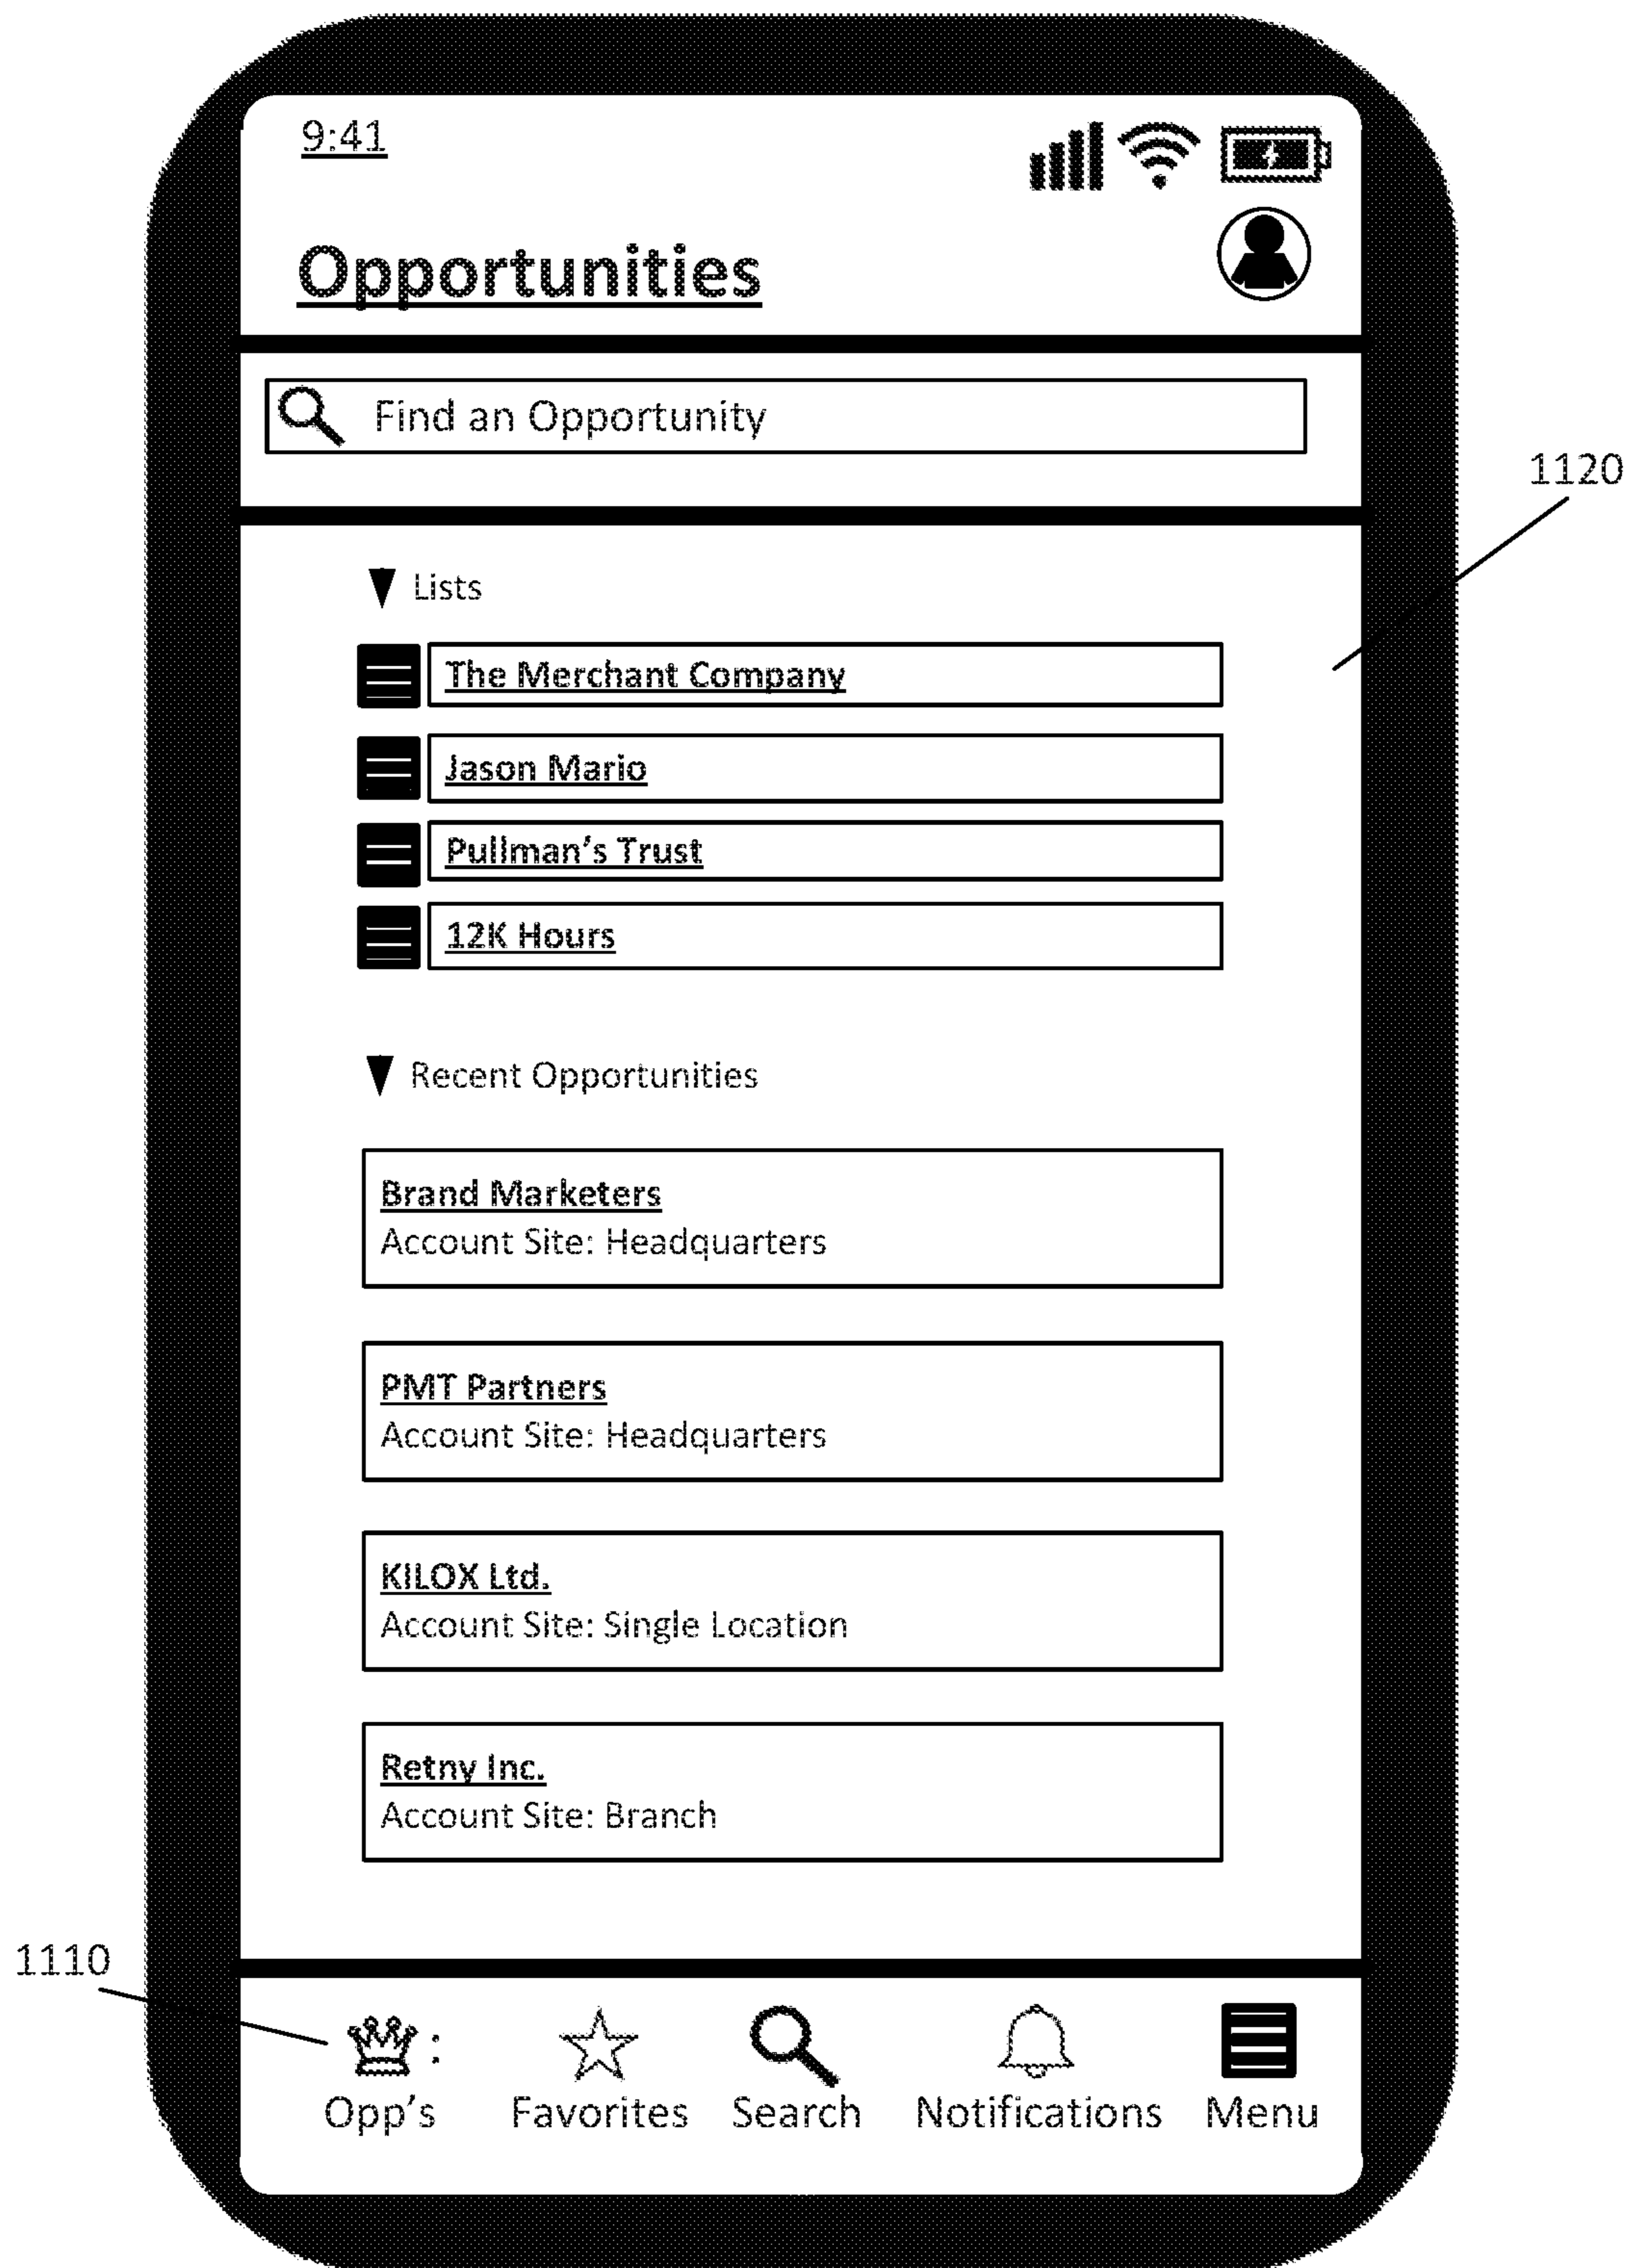 9:41
Opportunities
Find an Opportunity
1120
Lists
The Merchant Company
Jason Mario
Pullman's Trust
12K Hours
Recent Opportunities
Brand Marketers
Account Site: Headquarters
PMT Partners
Account Site: Headquarters
KILOX Ltd.
Account Site: Single Location
Retny Inc.
Account Site: Branch
1110
:
Opp's Favorites Search Notifications Menu